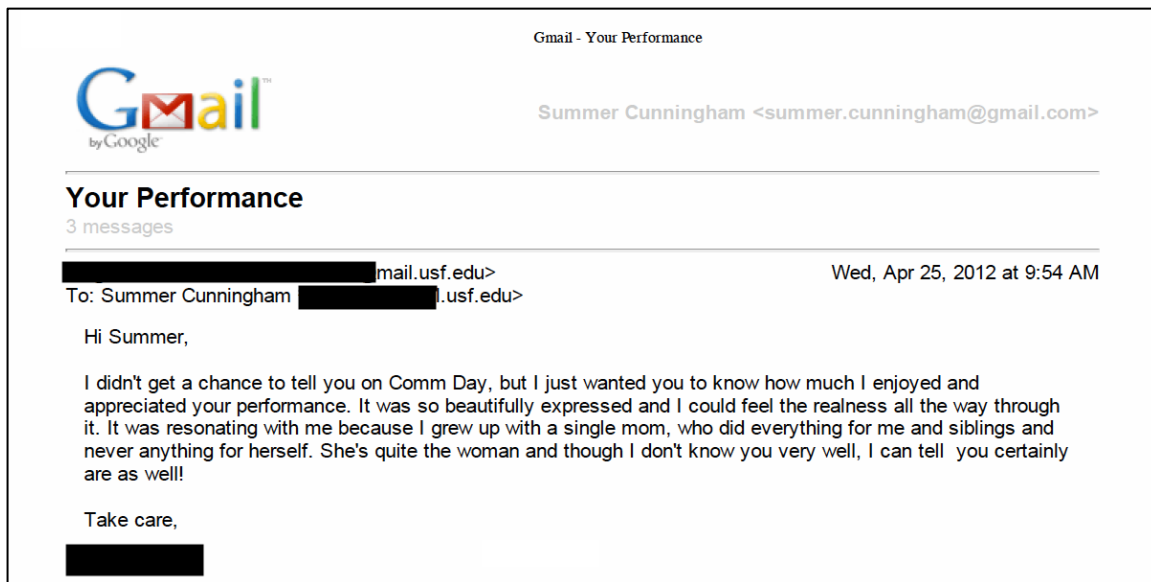 Gmail - Your Performance
Gmail™
by Google
Summer Cunningham <summer.cunningham@gmail.com>
Your Performance
3 messages
mail.usf.edu> Wed, Apr 25, 2012 at 9:54 AM
To: Summer Cunningham l.usf.edu>
Hi Summer,
I didn't get a chance to tell you on Comm Day, but I just wanted you to know how much I enjoyed and
appreciated your performance. It was so beautifully expressed and I could feel the realness all the way through
it. It was resonating with me because I grew up with a single mom, who did everything for me and siblings and
never anything for herself. She's quite the woman and though I don't know you very well, I can tell  you certainly
are as well!
Take care,